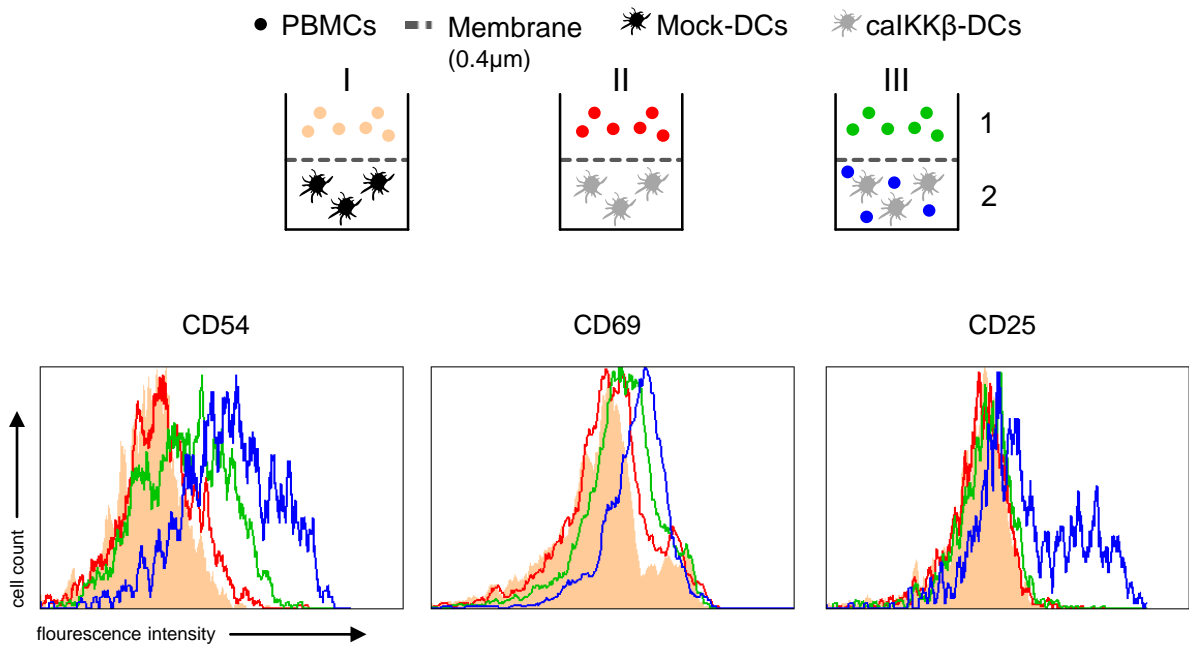 PBMCs Membrane Mock-DCs caIKKβ-DCs
(0.4µm)
I II III
1
2
CD54 CD69 CD25
cell count
flourescence intensity